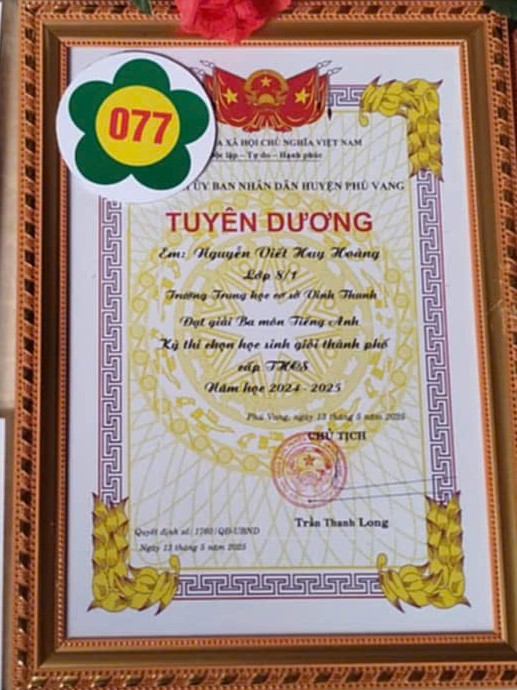 077
A XÃ HỘI CHỦ NGHĨA VIỆT NAM
lập - Tự do - Hạnh phúc
ỦY BAN NHÂN DÂN HUYỆN PHÚ VANG
TUYÊN DƯƠNG
Em: Nguyễn Viết Huy Hoàng
Lớp 8/1
Trường Trung học cơ sở Vinh Thanh
Đạt giải Ba môn Tiếng Anh
Kỳ thi chọn học sinh giỏi thành phố
cấp THCS
Năm học 2024 - 2025
Phú Vang, ngày 13 tháng 5 năm 2025
CHỦ TỊCH
Trần Thanh Long
Quyết định số: 1760/QĐ-UBND
Ngày 13 tháng 5 năm 2025